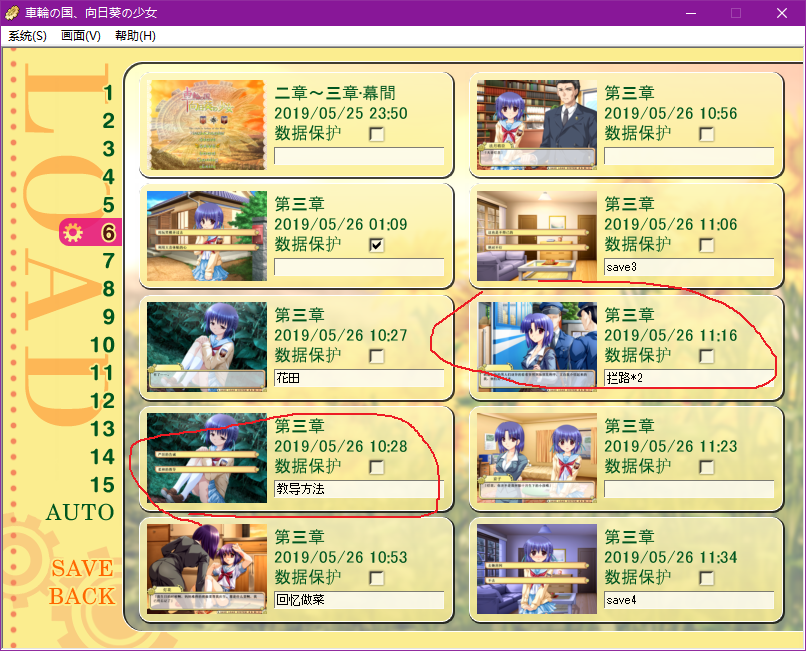 車輪の国、向日葵の少女
系统(S) 画面(V) 帮助(H)
LOAD
1
2
3
4
5
6
7
8
9
10
11
12
13
14
15
AUTO
SAVE
BACK
二章～三章·幕間
2019/05/25 23:50
数据保护
第三章
2019/05/26 10:56
数据保护
第三章
2019/05/26 01:09
数据保护
第三章
2019/05/26 11:06
数据保护
save3
第三章
2019/05/26 10:27
数据保护
花田
第三章
2019/05/26 11:16
数据保护
拦路*2
第三章
2019/05/26 10:28
数据保护
教导方法
第三章
2019/05/26 11:23
数据保护
第三章
2019/05/26 10:53
数据保护
回忆做菜
第三章
2019/05/26 11:34
数据保护
save4